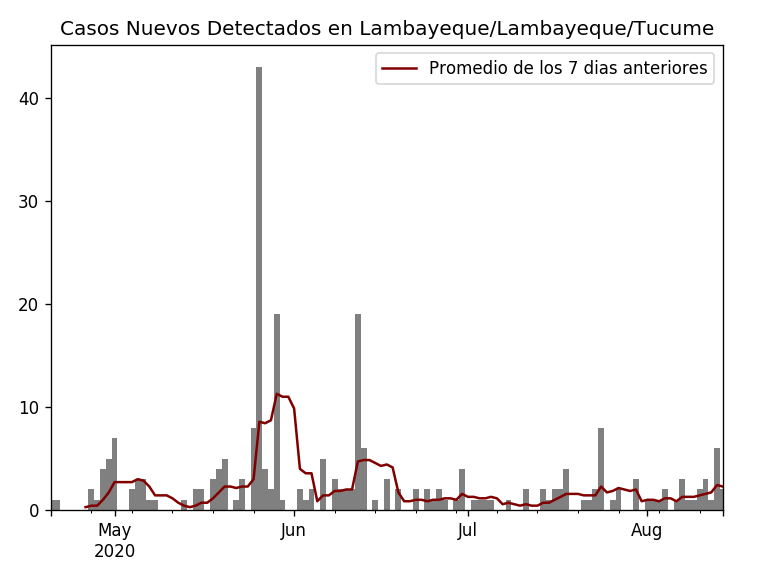 Casos Nuevos Detectados en Lambayeque/Lambayeque/Tucume
Promedio de los 7 dias anteriores
40
30
20
10
0
May Jun Jul Aug
2020